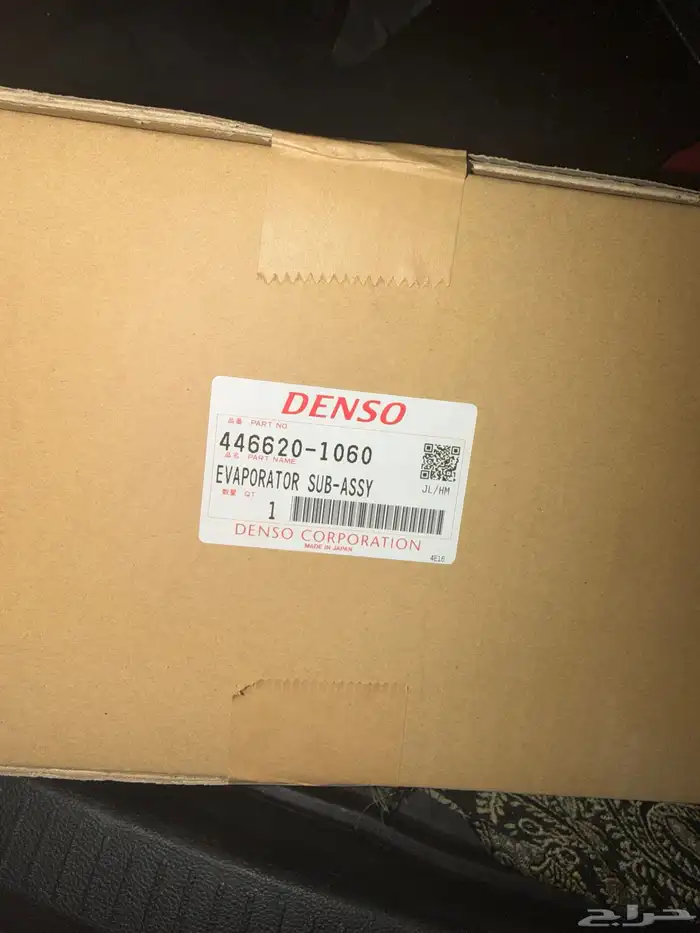 DENSO
品番 PART NO
446620-1060
品名 PART NAME
EVAPORATOR SUB-ASSY
JL/HM
数量 QT
1
DENSO CORPORATION
MADE IN JAPAN
4E16
حراج